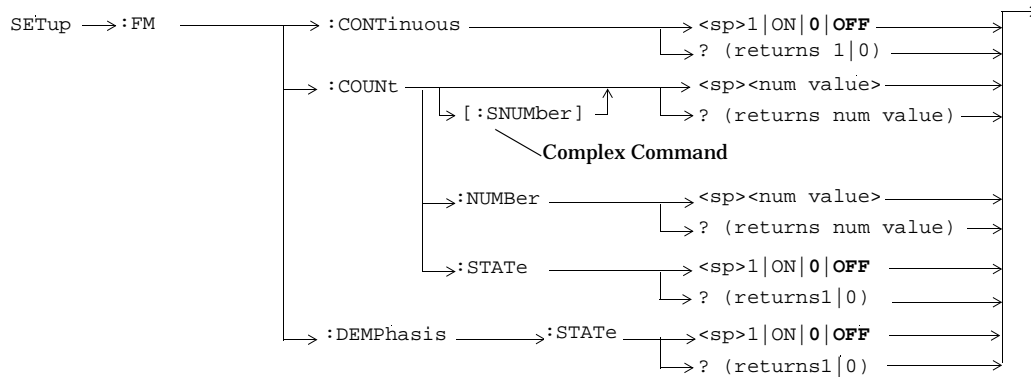 SETup :FM :CONTinuous <sp>1|ON|0|OFF
? (returns 1|0)
:COUNt <sp><num value>
[:SNUMber] ? (returns num value)
Complex Command
:NUMBer <sp><num value>
? (returns num value)
:STATe <sp>1|ON|0|OFF
? (returns1|0)
:DEMPhasis :STATe <sp>1|ON|0|OFF
? (returns1|0)